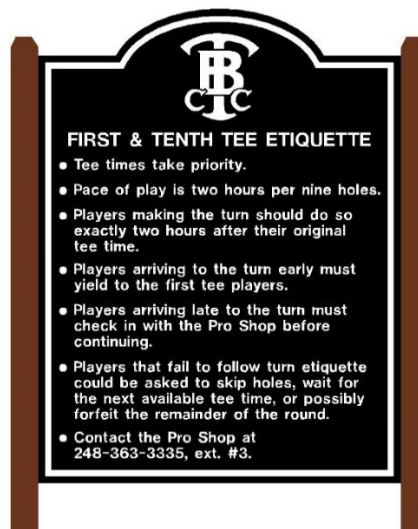 TB
CC
FIRST & TENTH TEE ETIQUETTE
• Tee times take priority.
• Pace of play is two hours per nine holes.
• Players making the turn should do so
exactly two hours after their original
tee time.
• Players arriving to the turn early must
yield to the first tee players.
• Players arriving late to the turn must
check in with the Pro Shop before
continuing.
• Players that fail to follow turn etiquette
could be asked to skip holes, wait for
the next available tee time, or possibly
forfeit the remainder of the round.
• Contact the Pro Shop at
248-363-3335, ext. #3.